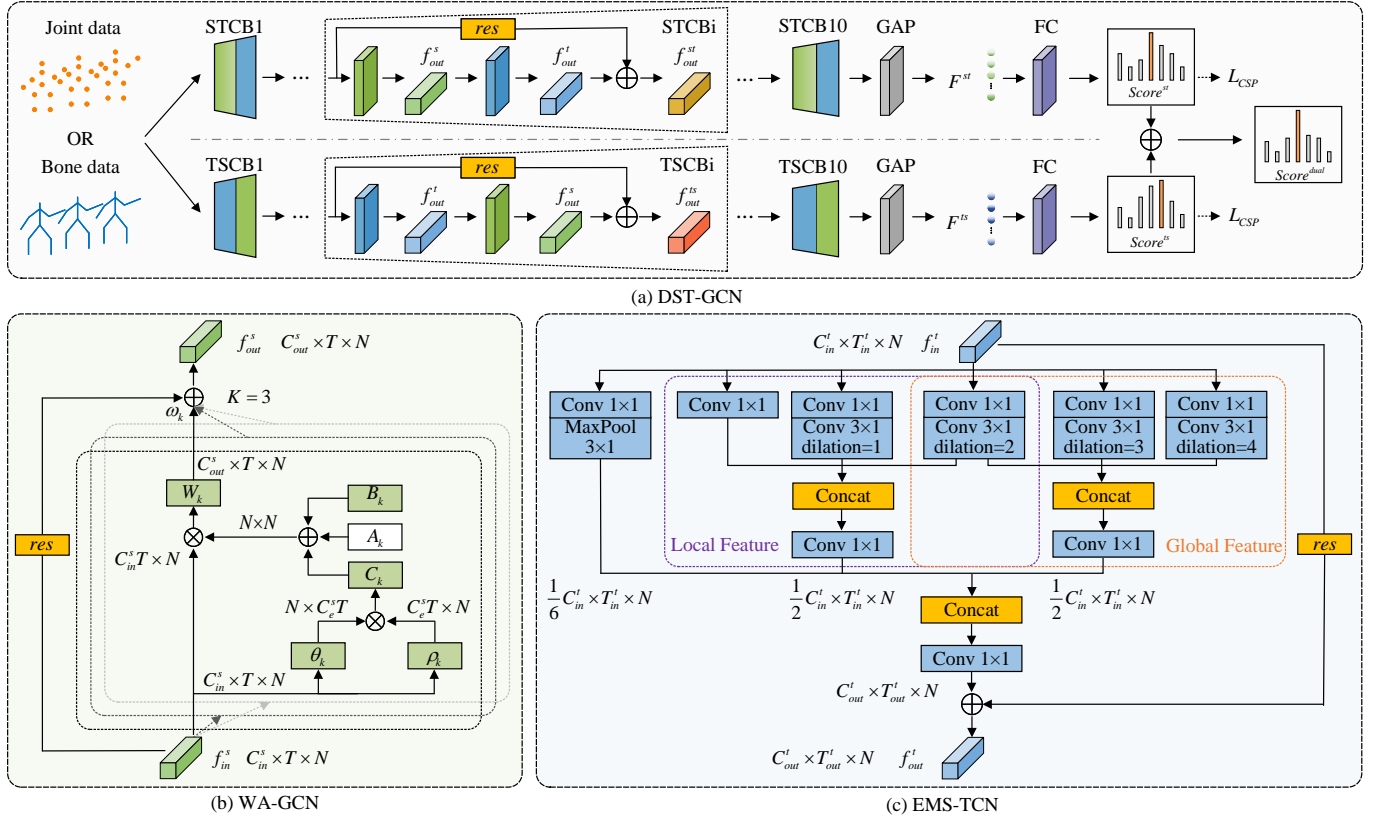 Joint data
OR
Bone data
STCB1
...
res
f^s_out
f^t_out
STCBi
f^st_out
...
STCB10
GAP
F^st
FC
Score^st
L_CSP
TSCB1
...
res
f^t_out
f^s_out
TSCBi
f^ts_out
...
TSCB10
GAP
F^ts
FC
Score^ts
L_CSP
Score^dual
(a) DST-GCN
f^s_out C^s_out × T × N
K = 3
ω_k
C^s_out × T × N
W_k
B_k
N×N
A_k
res
C^s_in T × N
C_k
N × C^s_e T
C^s_e T × N
θ_k
ρ_k
C^s_in × T × N
f^s_in C^s_in × T × N
(b) WA-GCN
C^t_in × T^t_in × N f^t_in
Conv 1×1
MaxPool
3×1
Conv 1×1
Conv 1×1
Conv 3×1
dilation=1
Conv 1×1
Conv 3×1
dilation=2
Conv 1×1
Conv 3×1
dilation=3
Conv 1×1
Conv 3×1
dilation=4
Concat
Concat
Local Feature
Conv 1×1
Conv 1×1
Global Feature
res
1/6 C^t_in × T^t_in × N
1/2 C^t_in × T^t_in × N
1/2 C^t_in × T^t_in × N
Concat
Conv 1×1
C^t_out × T^t_out × N
C^t_out × T^t_out × N f^t_out
(c) EMS-TCN